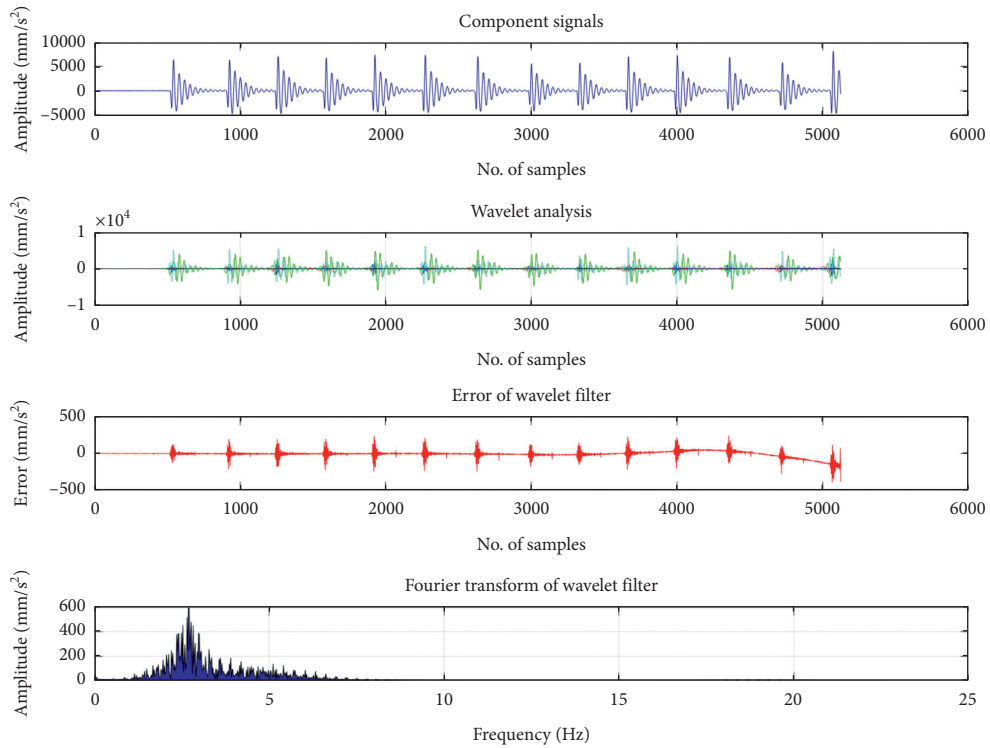 Component signals
Amplitude (mm/s²)
10000
5000
0
−5000
0 1000 2000 3000 4000 5000 6000
No. of samples
Wavelet analysis
×10⁴
Amplitude (mm/s²)
1
0
−1
0 1000 2000 3000 4000 5000 6000
No. of samples
Error of wavelet filter
Error (mm/s²)
500
0
−500
0 1000 2000 3000 4000 5000 6000
No. of samples
Fourier transform of wavelet filter
Amplitude (mm/s²)
600
400
200
0
0 5 10 15 20 25
Frequency (Hz)